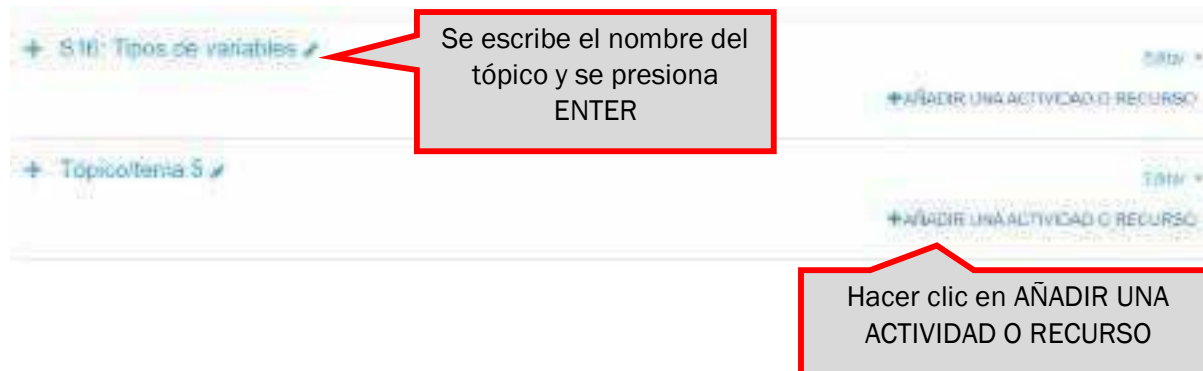 S16: Tipos de variables
Se escribe el nombre del
tópico y se presiona
ENTER
Editar
+AÑADIR UNA ACTIVIDAD O RECURSO
Tópico/tema 5
Editar
+AÑADIR UNA ACTIVIDAD O RECURSO
Hacer clic en AÑADIR UNA
ACTIVIDAD O RECURSO